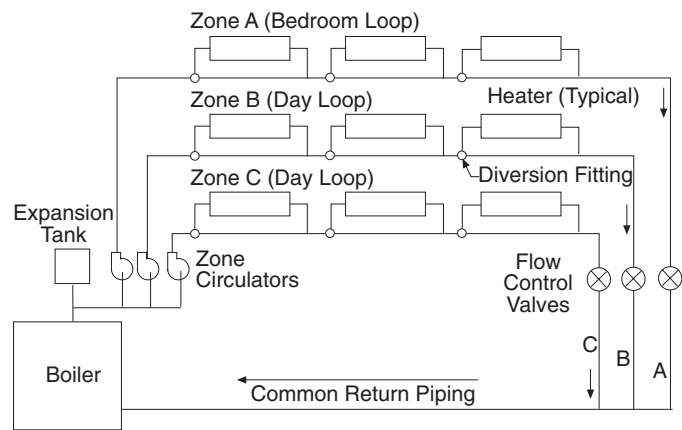 Zone A (Bedroom Loop)
Heater (Typical)
Zone B (Day Loop)
Diversion Fitting
Zone C (Day Loop)
Expansion
Tank
Zone
Circulators
Flow
Control
Valves
C
B
A
Boiler
Common Return Piping